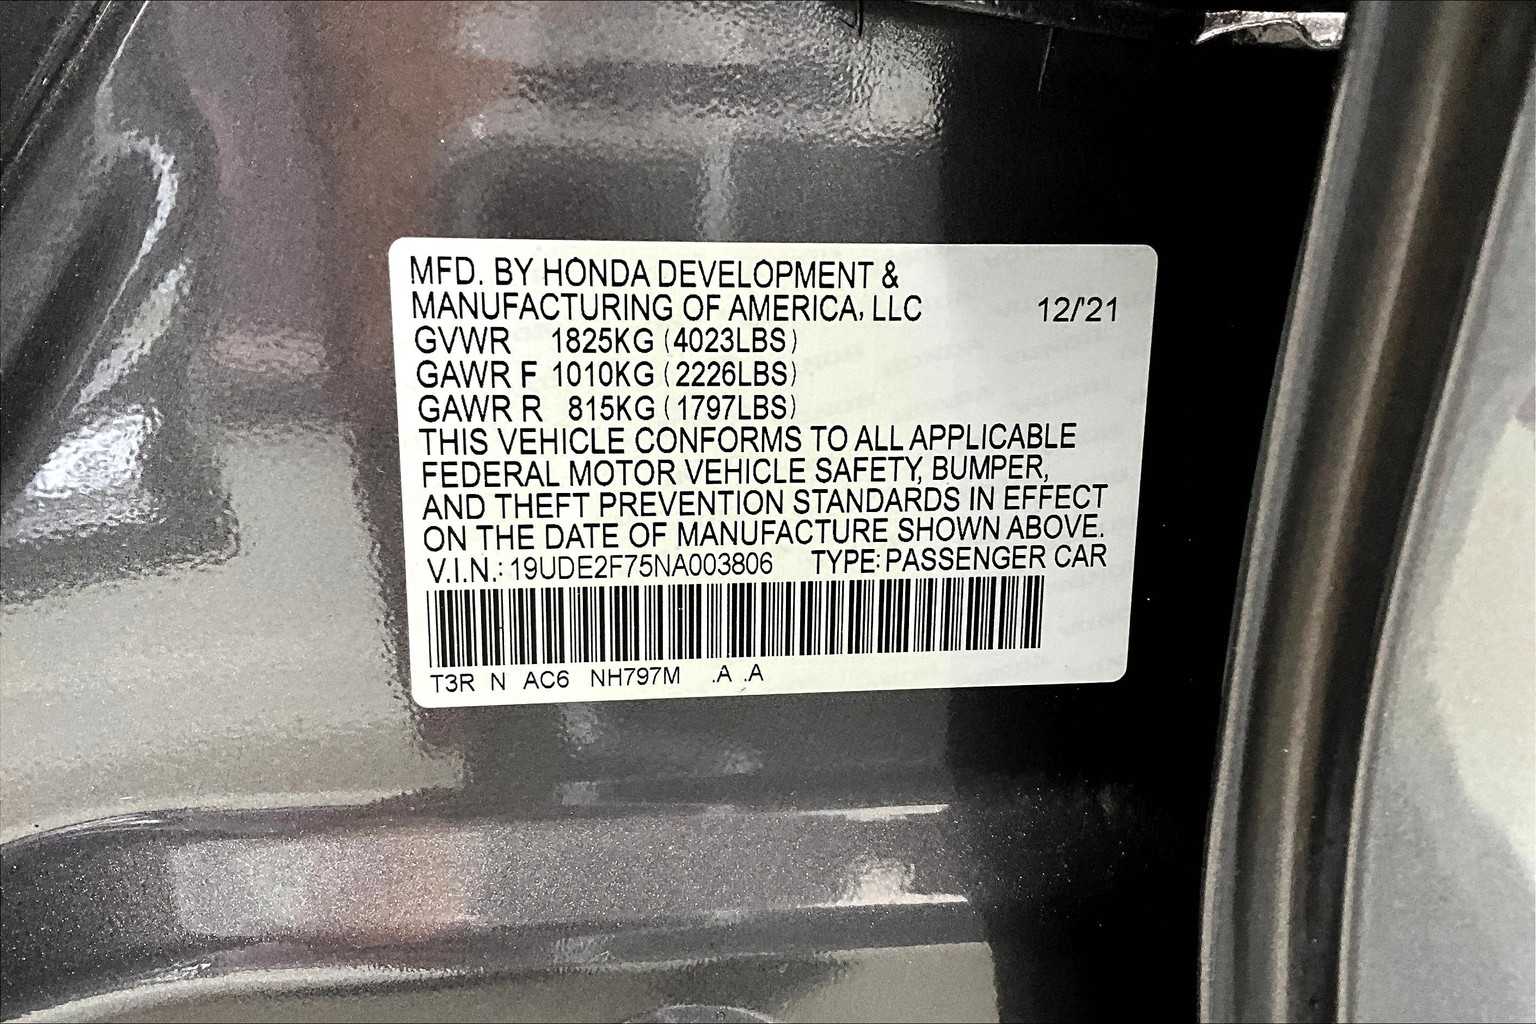 MFD. BY HONDA DEVELOPMENT &
MANUFACTURING OF AMERICA, LLC 12/'21
GVWR 1825KG (4023LBS)
GAWR F 1010KG (2226LBS)
GAWR R 815KG (1797LBS)
THIS VEHICLE CONFORMS TO ALL APPLICABLE
FEDERAL MOTOR VEHICLE SAFETY, BUMPER,
AND THEFT PREVENTION STANDARDS IN EFFECT
ON THE DATE OF MANUFACTURE SHOWN ABOVE.
V.I.N.: 19UDE2F75NA003806 TYPE: PASSENGER CAR
T3R N AC6 NH797M .A .A